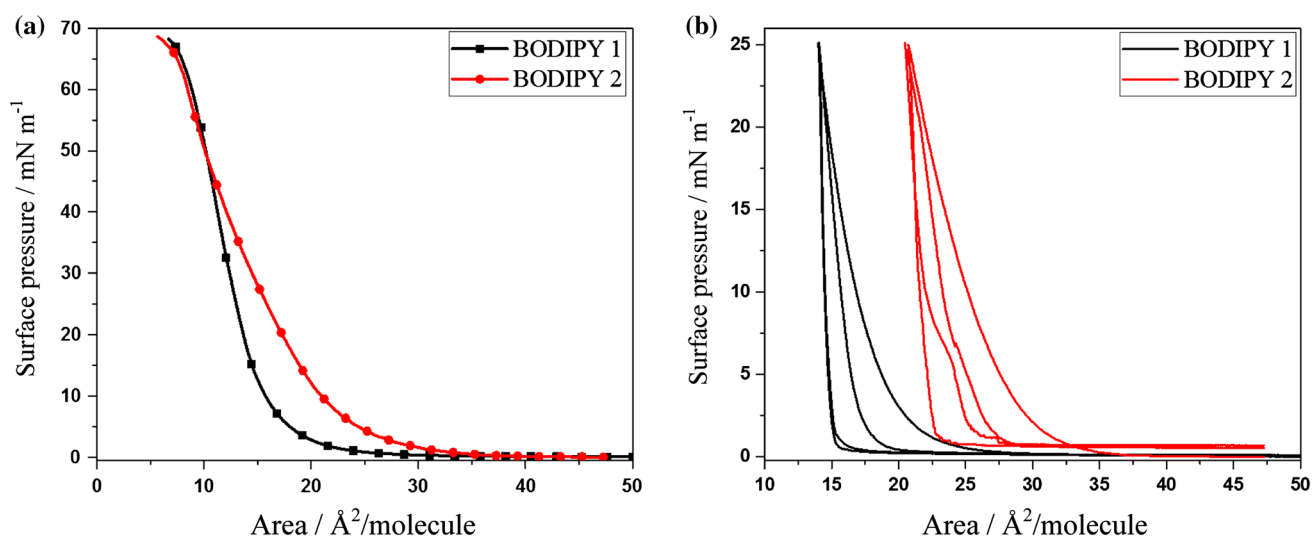 (a)
70
60
50
40
30
20
10
0
Surface pressure / mN m⁻¹
BODIPY 1
BODIPY 2
0 10 20 30 40 50
Area / Å²/molecule
(b)
25
20
15
10
5
0
Surface pressure / mN m⁻¹
BODIPY 1
BODIPY 2
10 15 20 25 30 35 40 45 50
Area / Å²/molecule